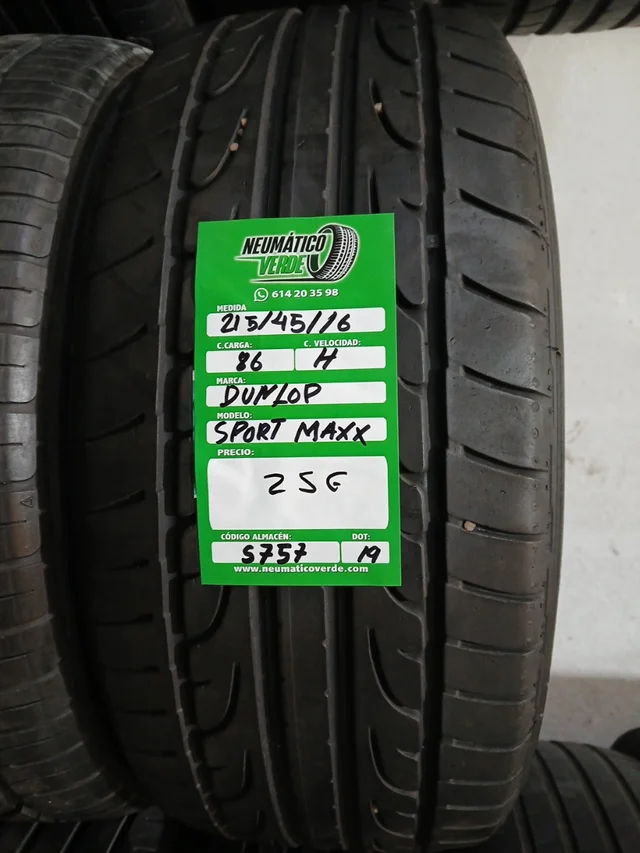 NEUMÁTICO
VERDE
614 20 35 98
MEDIDA
215/45//6
C.CARGA: C. VELOCIDAD:
86 H
MARCA:
DUNLOP
MODELO:
SPORT MAXX
PRECIO:
25€
CÓDIGO ALMACÉN: DOT:
S757 19
www.neumaticoverde.com